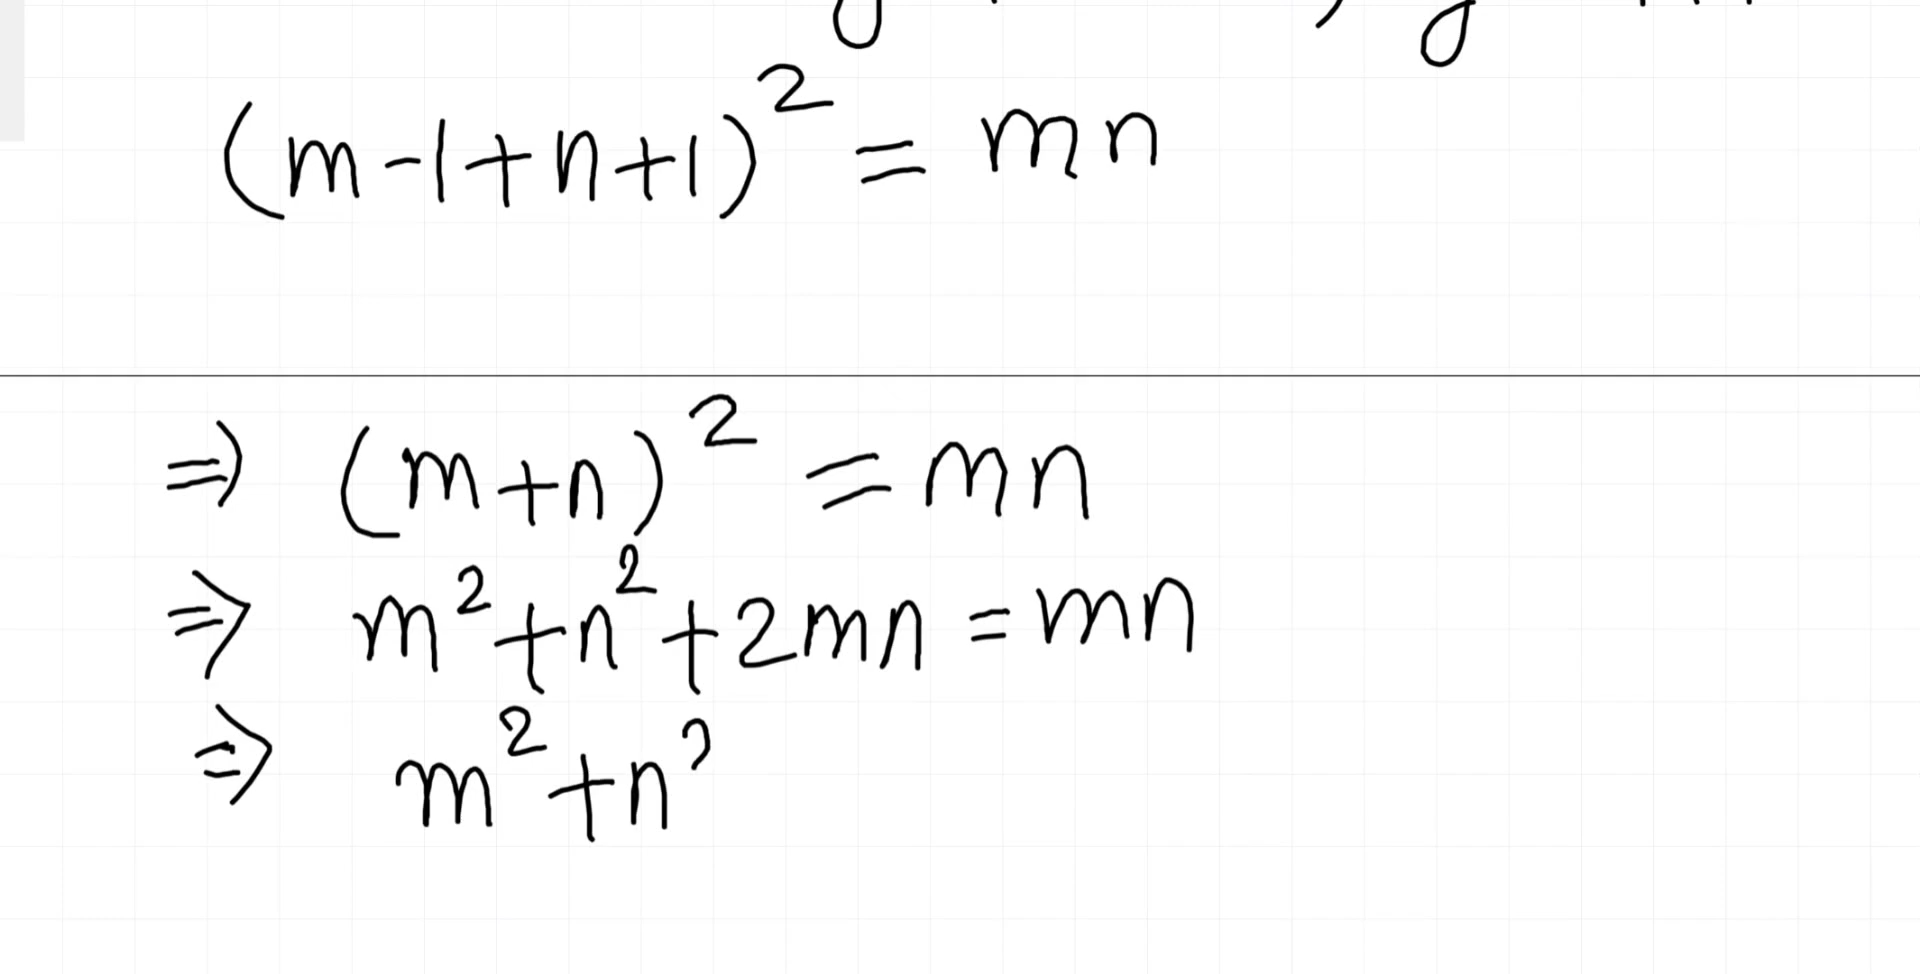 (m-1+n+1)² = mn
⇒ (m+n)² = mn
⇒ m²+n²+2mn = mn
⇒ m²+n²